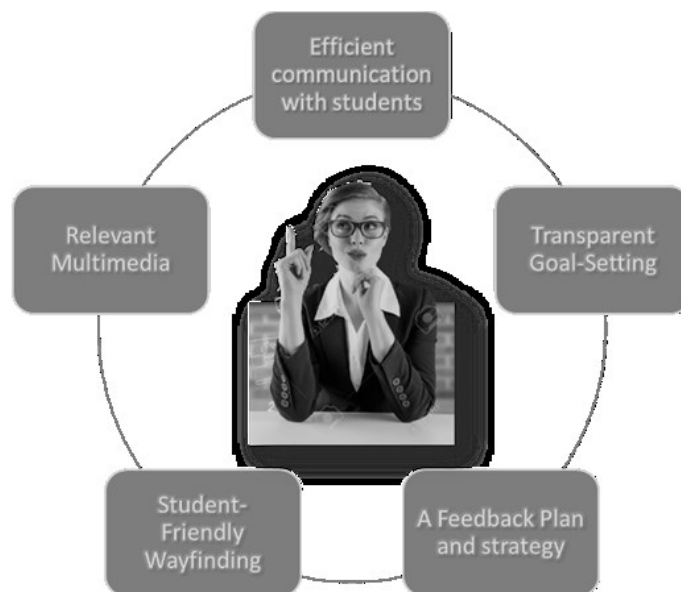 Efficient
communication
with students
Relevant
Multimedia
Transparent
Goal-Setting
Student-
Friendly
Wayfinding
A Feedback Plan
and strategy